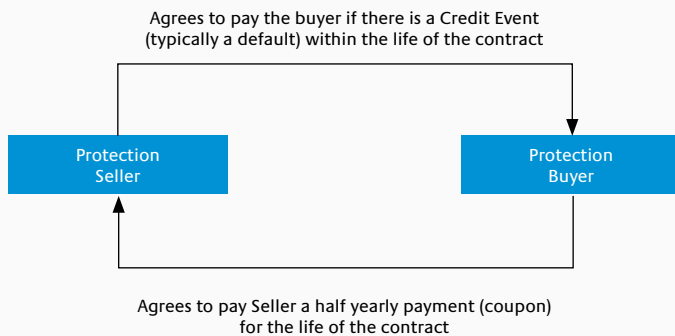 Agrees to pay the buyer if there is a Credit Event
(typically a default) within the life of the contract
Protection
Seller
Protection
Buyer
Agrees to pay Seller a half yearly payment (coupon)
for the life of the contract